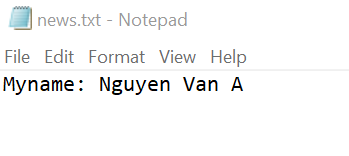 news.txt - Notepad
File Edit Format View Help
Myname: Nguyen Van A